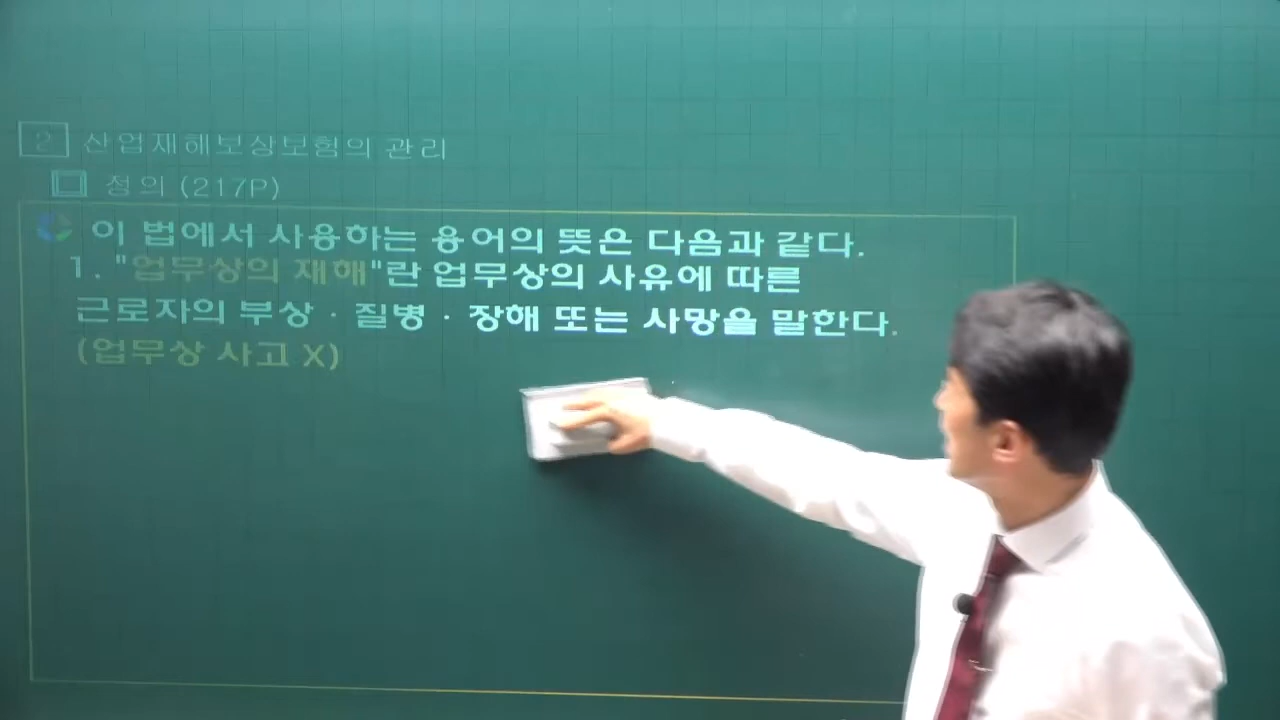 2 산업재해보상보험의 관리
정의 (217P)
이 법에서 사용하는 용어의 뜻은 다음과 같다.
1. "업무상의 재해"란 업무상의 사유에 따른
근로자의 부상 · 질병 · 장해 또는 사망을 말한다.
(업무상 사고 X)